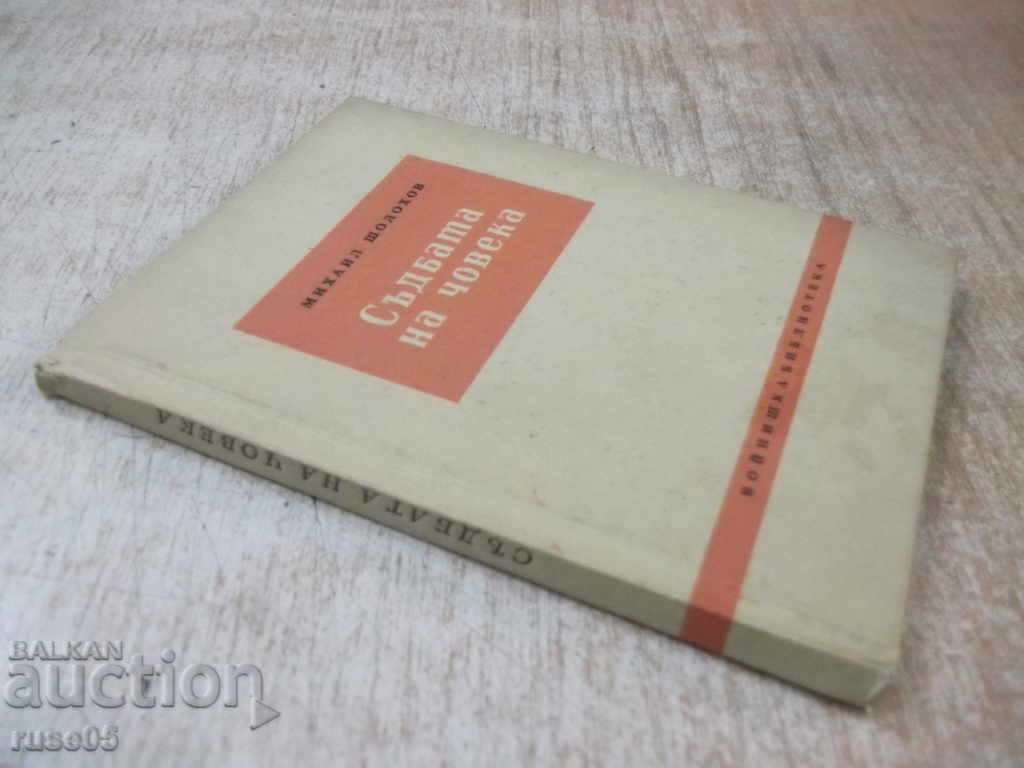 МИХАИЛ ШОЛОХОВ
Съдбата
на човека
ВОЙНИШКА БИБЛИОТЕКА
СЪДБАТА НА ЧОВЕКА
BALKAN
auction
ruse05